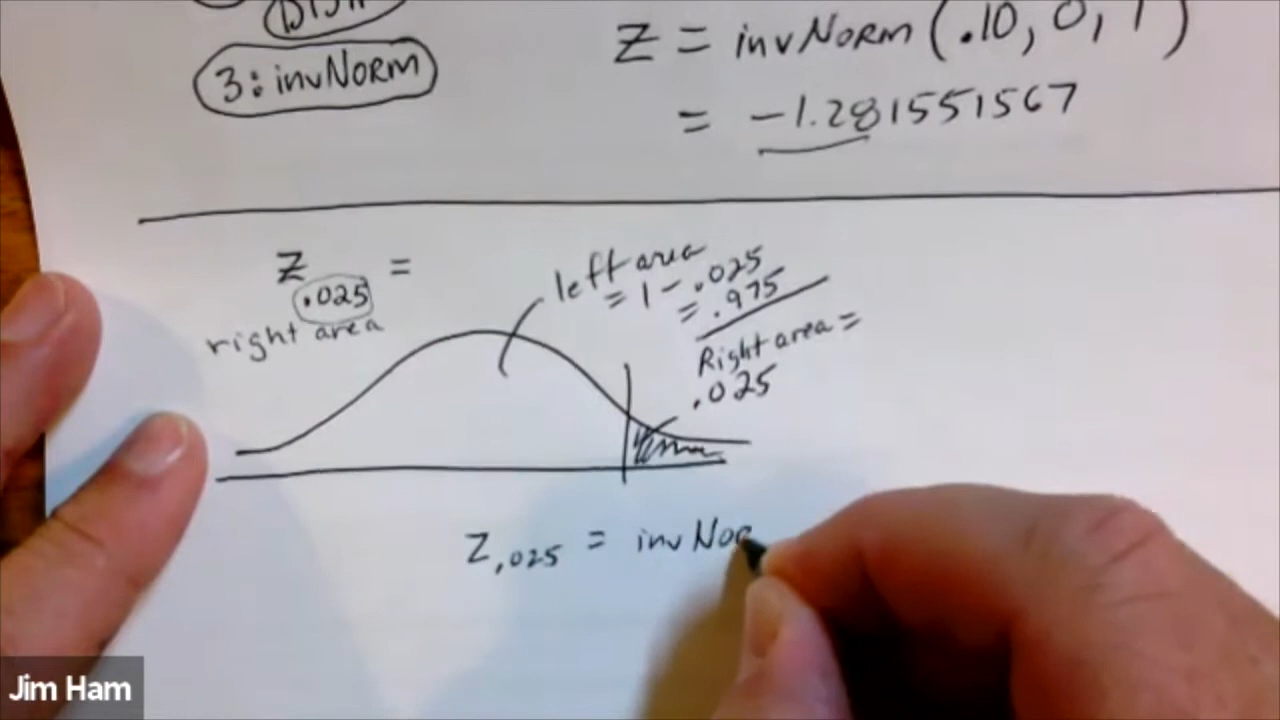 DIST
3: invNORM
Z = invNorm(.10, 0, 1)
= -1.281551567
Z.025 =
right area
left area
= 1 - .025
= .975
Right area =
.025
Z.025 = invNor
Jim Ham